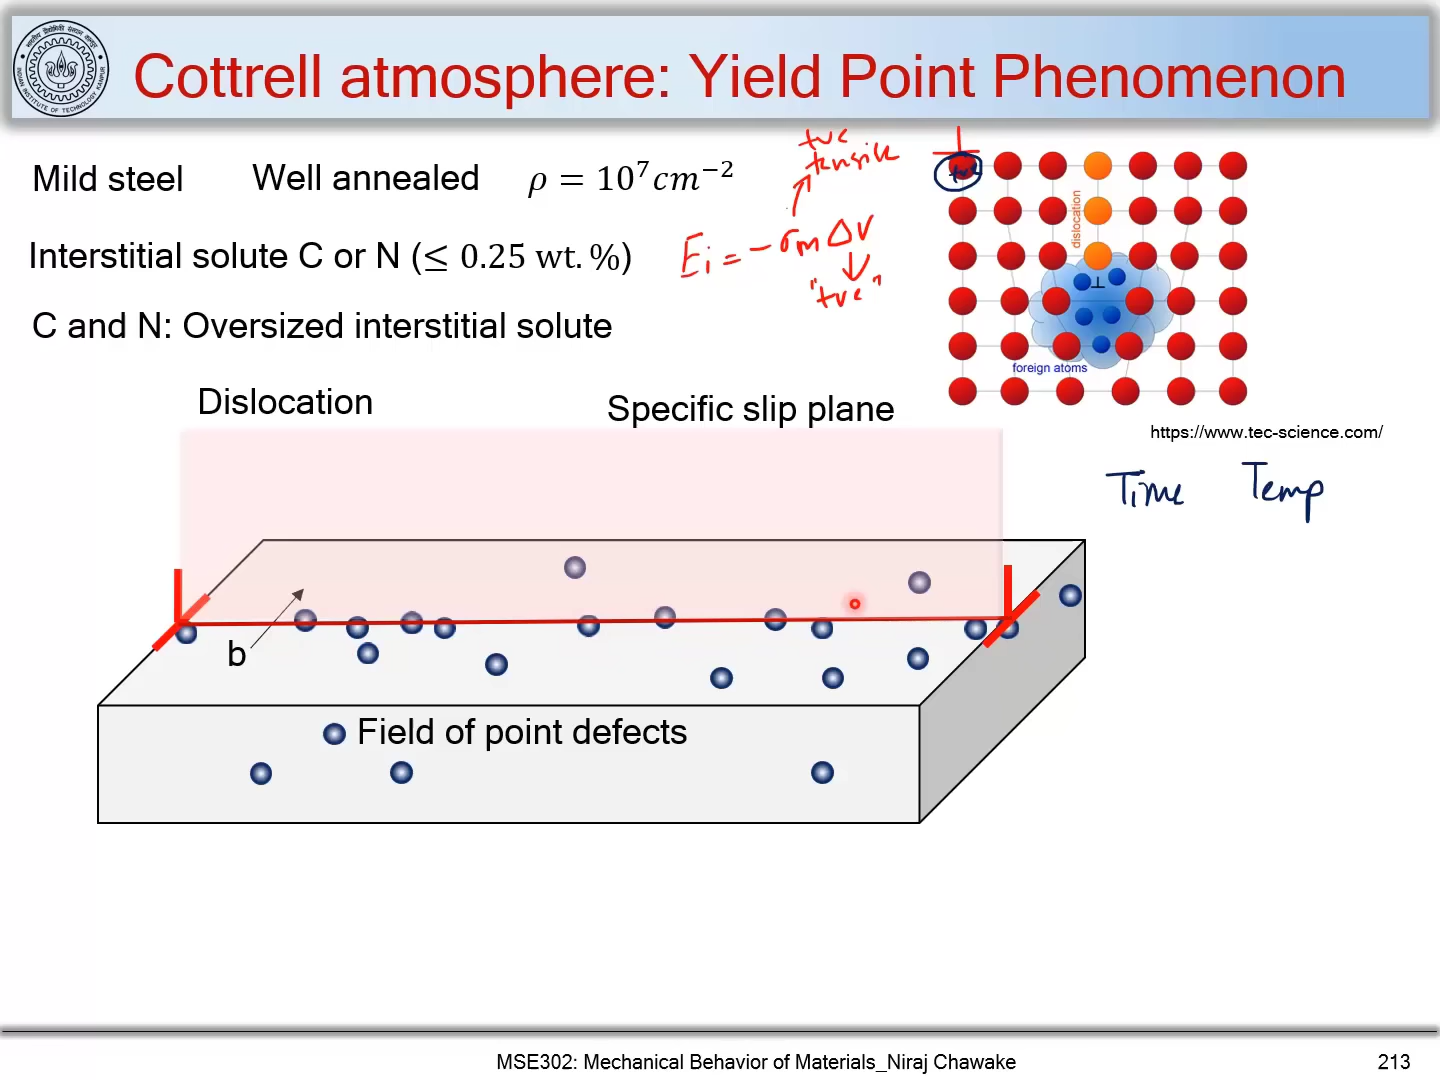 Cottrell atmosphere: Yield Point Phenomenon
Mild steel Well annealed ρ = 10⁷cm⁻²
+ve
tensile
+ve
Interstitial solute C or N (≤ 0.25 wt. %)
Eᵢ = - σm ΔV
"+ve"
C and N: Oversized interstitial solute
dislocation
⊥
foreign atoms
https://www.tec-science.com/
Dislocation
Specific slip plane
Time Temp
b
Field of point defects
MSE302: Mechanical Behavior of Materials_Niraj Chawake
213